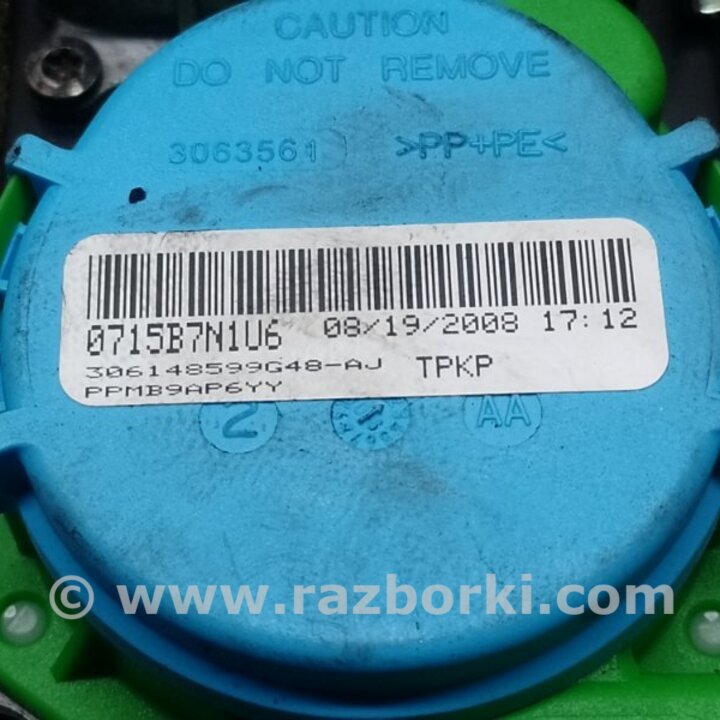 CAUTION
DO NOT REMOVE
3063561 >PP+PE<
0715B7N1U6 08/19/2008 17:12
306148599G48-AJ TPKP
PPMB9AP6YY
2 AA
© www.razborki.com